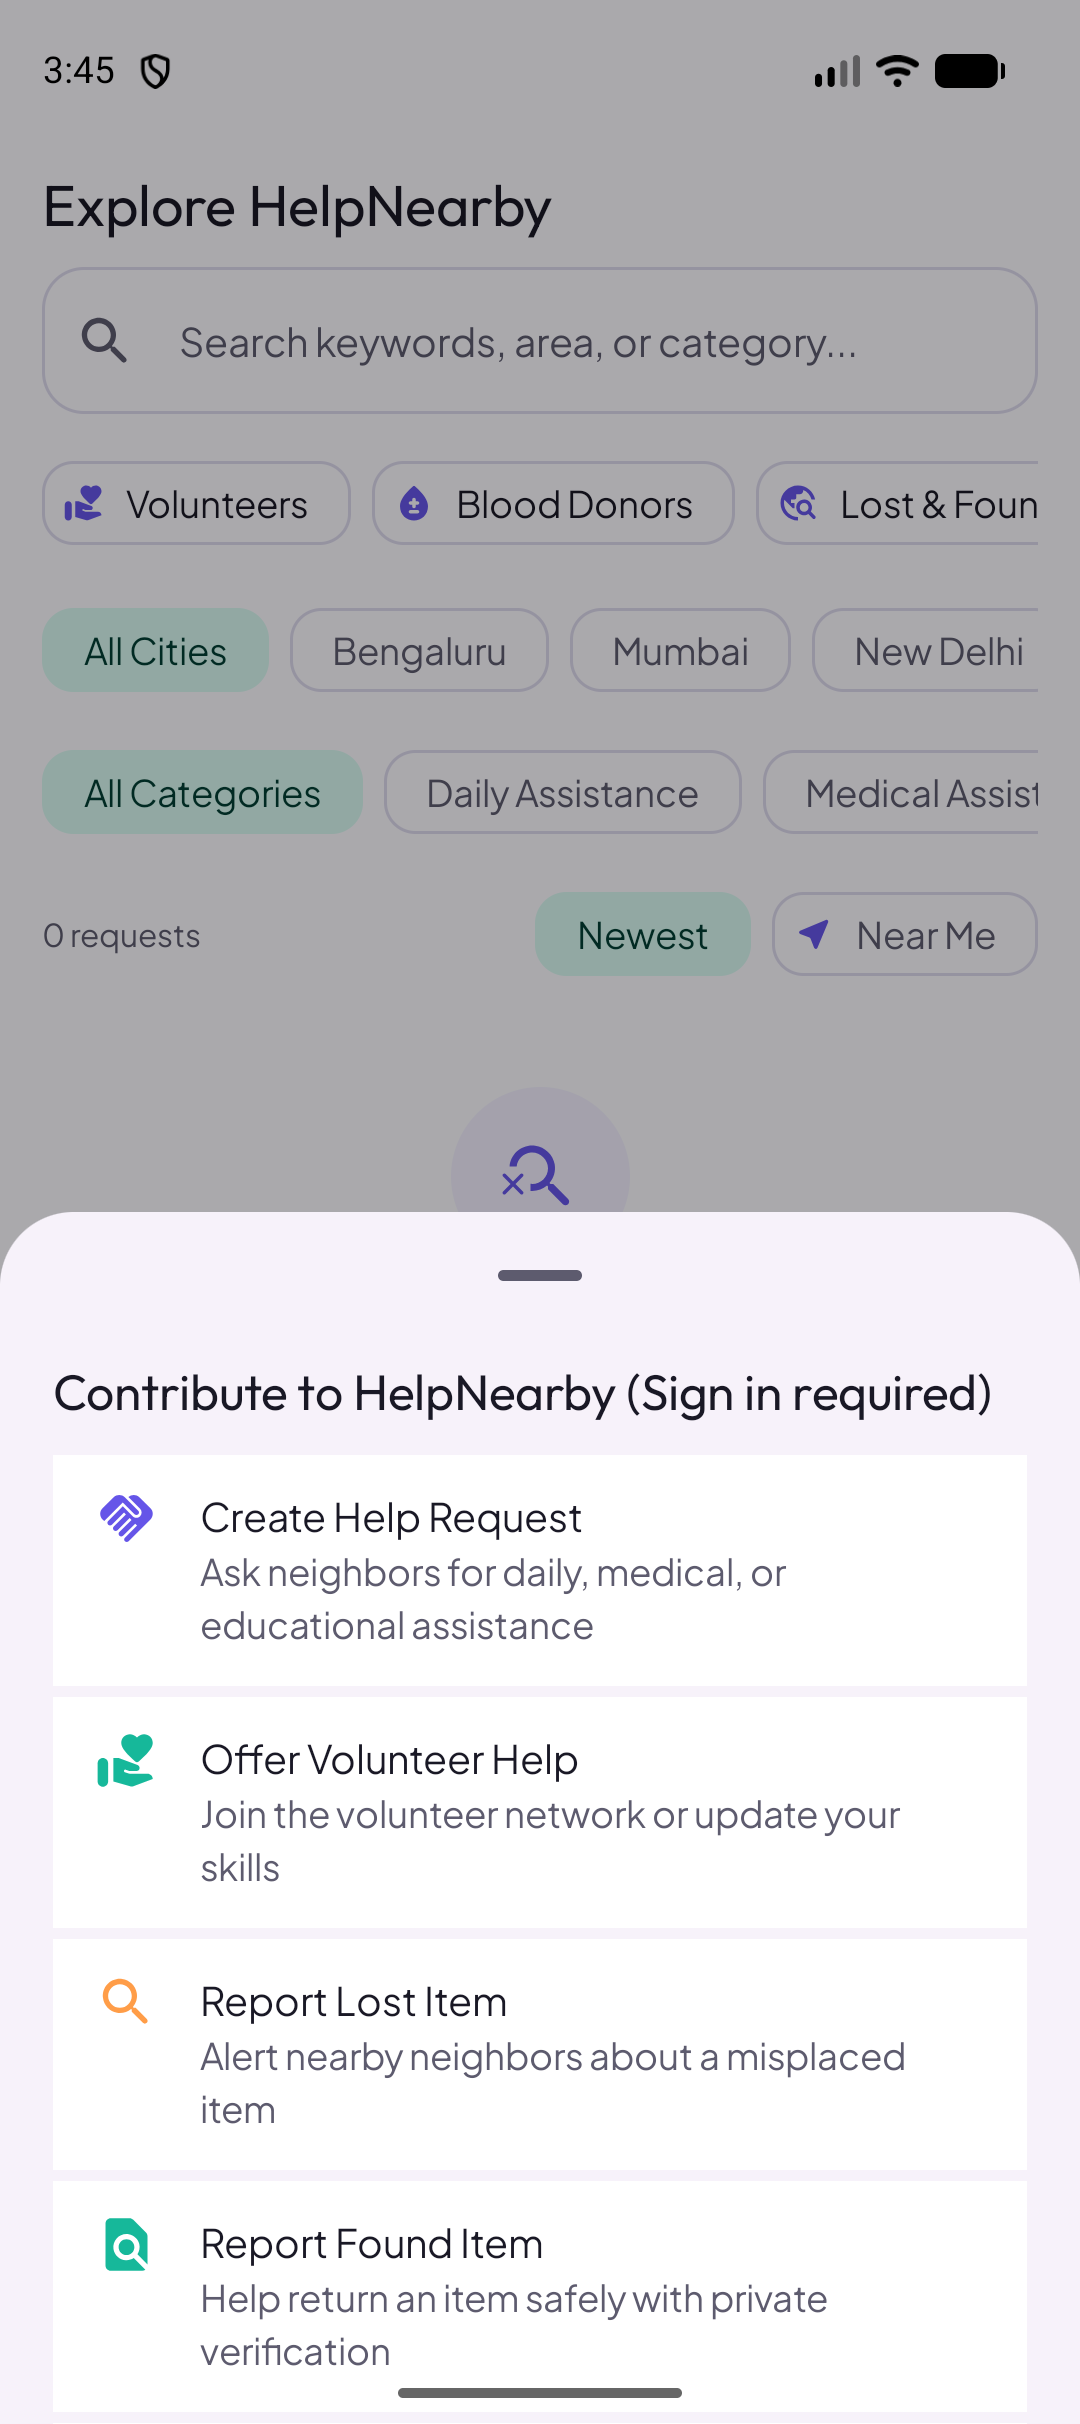 3:45
Explore HelpNearby
Search keywords, area, or category...
Volunteers
Blood Donors
Lost & Foun
All Cities
Bengaluru
Mumbai
New Delhi
All Categories
Daily Assistance
Medical Assist
0 requests
Newest
Near Me
Contribute to HelpNearby (Sign in required)
Create Help Request
Ask neighbors for daily, medical, or
educational assistance
Offer Volunteer Help
Join the volunteer network or update your
skills
Report Lost Item
Alert nearby neighbors about a misplaced
item
Report Found Item
Help return an item safely with private
verification